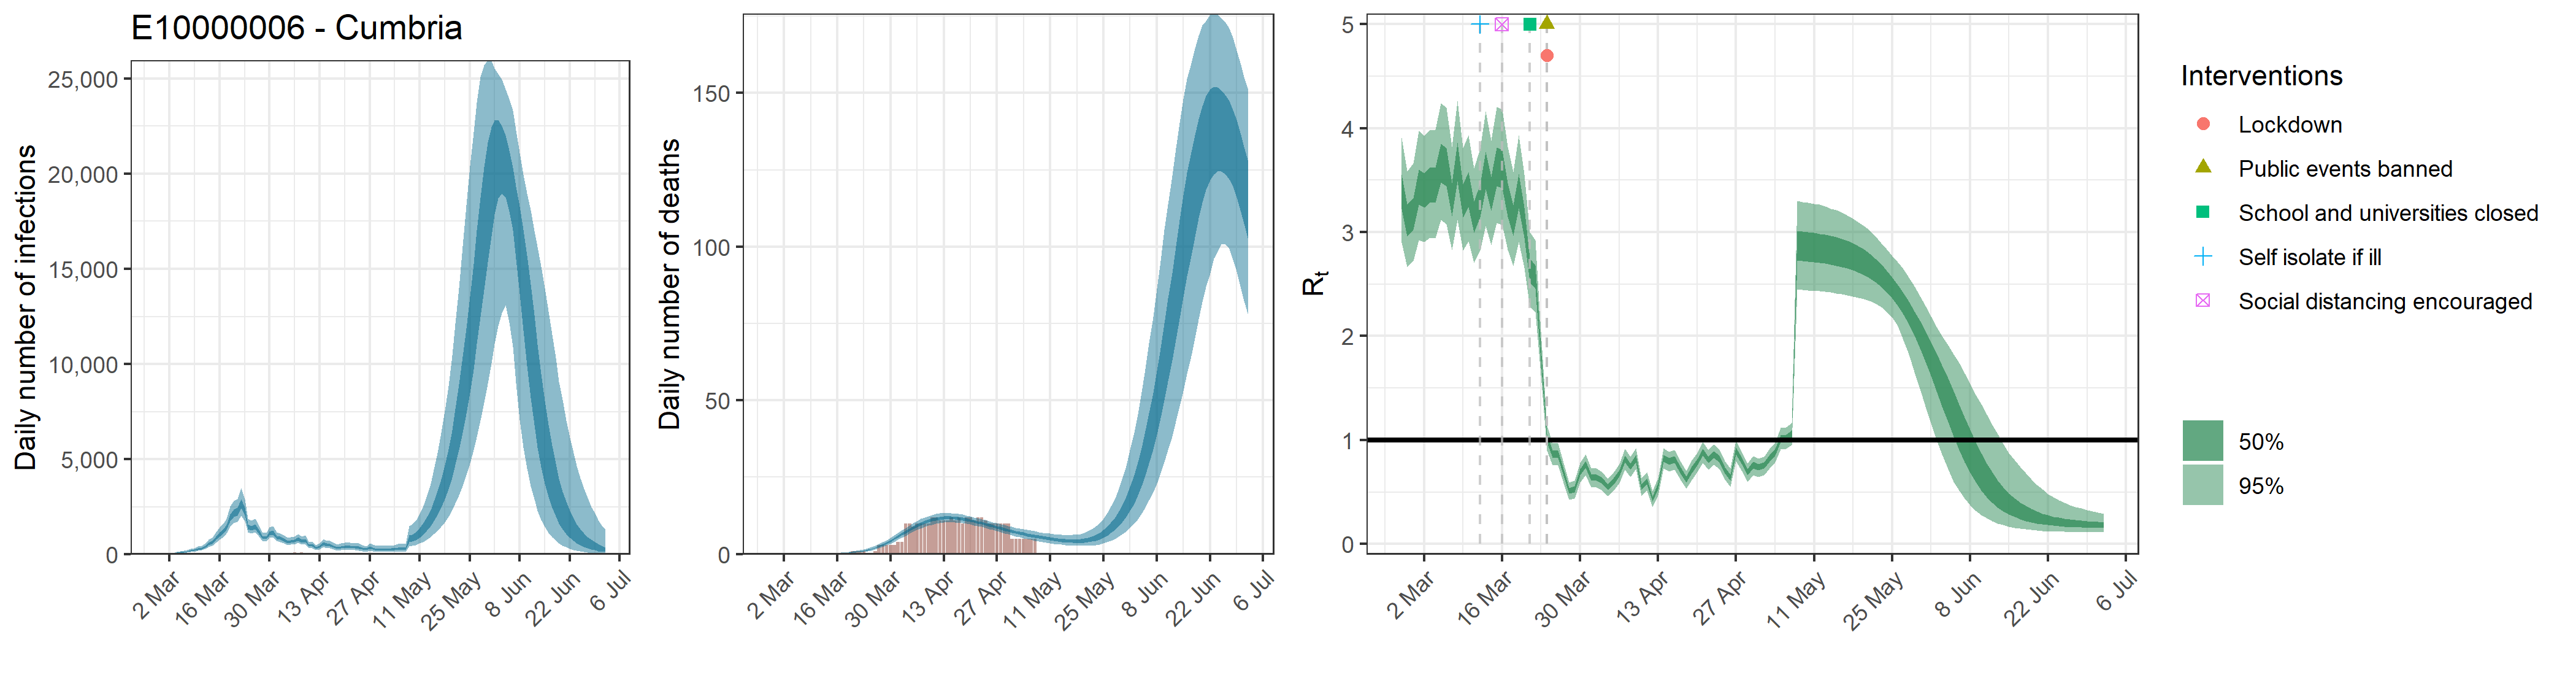 E10000006 - Cumbria
Daily number of infections
25,000
20,000
15,000
10,000
5,000
0
2 Mar
16 Mar
30 Mar
13 Apr
27 Apr
11 May
25 May
8 Jun
22 Jun
6 Jul
Daily number of deaths
150
100
50
0
2 Mar
16 Mar
30 Mar
13 Apr
27 Apr
11 May
25 May
8 Jun
22 Jun
6 Jul
Rt
5
4
3
2
1
0
2 Mar
16 Mar
30 Mar
13 Apr
27 Apr
11 May
25 May
8 Jun
22 Jun
6 Jul
Interventions
Lockdown
Public events banned
School and universities closed
Self isolate if ill
Social distancing encouraged
50%
95%